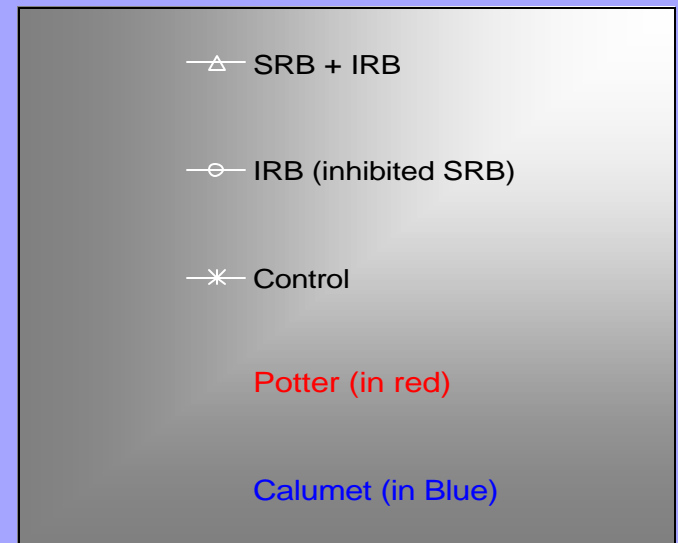 SRB + IRB
IRB (inhibited SRB)
Control
Potter (in red)
Calumet (in Blue)